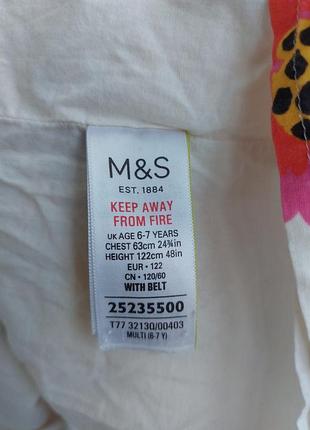 M&S
EST. 1884
KEEP AWAY
FROM FIRE
UK AGE 6-7 YEARS
CHEST 63cm 24¾in
HEIGHT 122cm 48in
EUR • 122
CN • 120/60
WITH BELT
25235500
T77 32130/00403
MULTI (6-7 Y)